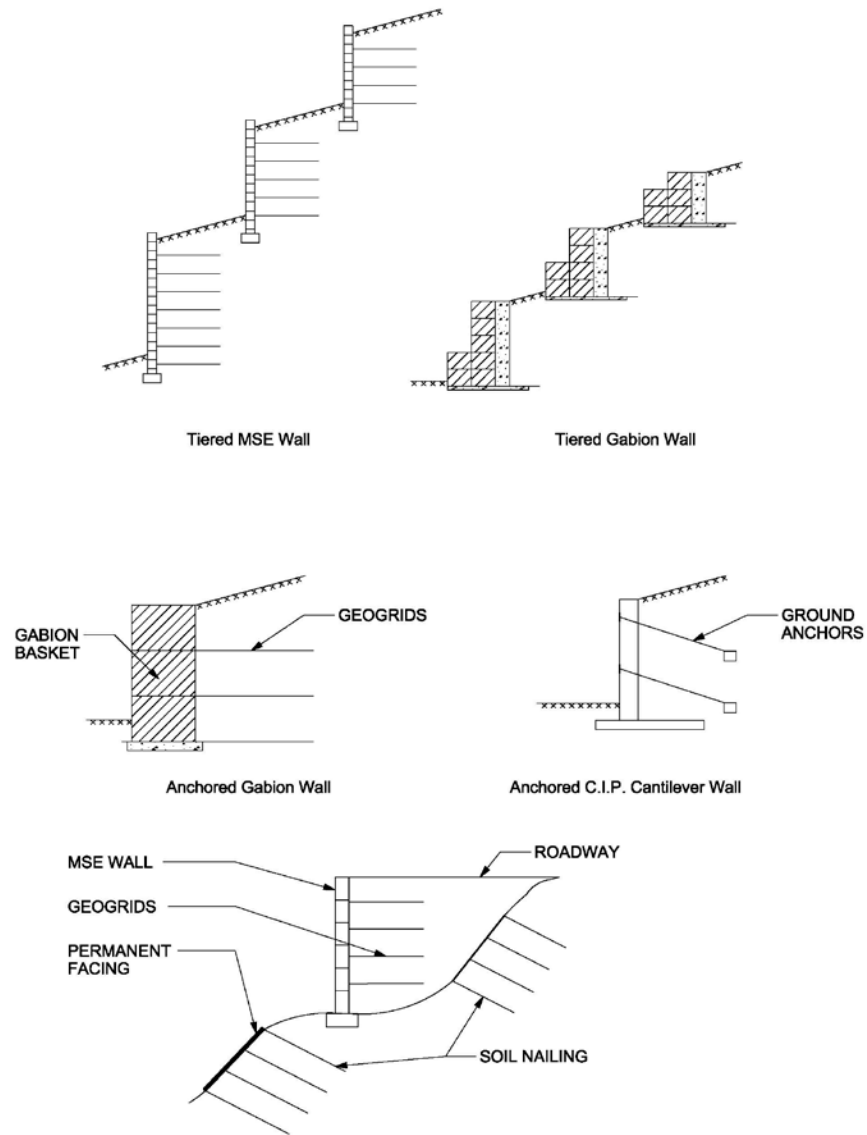 Tiered MSE Wall
Tiered Gabion Wall
GABION
BASKET
GEOGRIDS
GROUND
ANCHORS
Anchored Gabion Wall
Anchored C.I.P. Cantilever Wall
MSE WALL
ROADWAY
GEOGRIDS
PERMANENT
FACING
SOIL NAILING